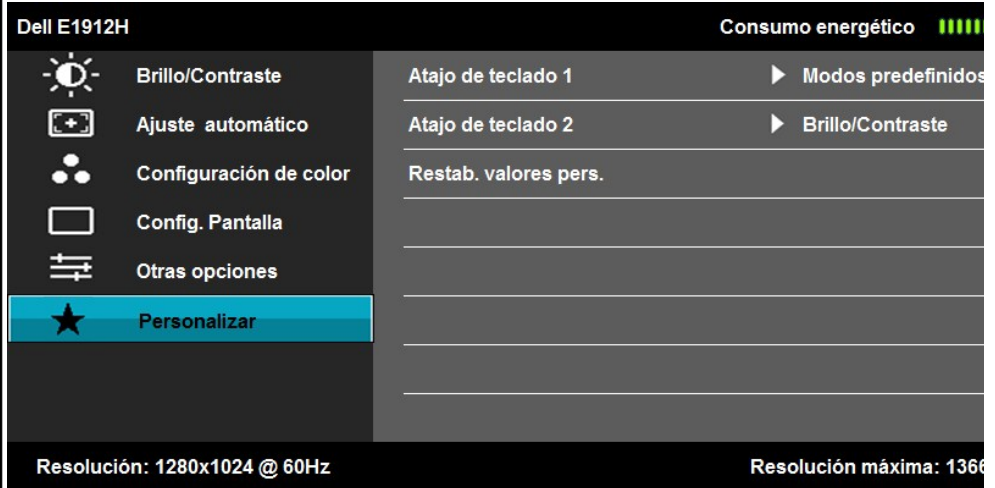 Dell E1912H Consumo energético
Brillo/Contraste Atajo de teclado 1 Modos predefinidos
Ajuste automático Atajo de teclado 2 Brillo/Contraste
Configuración de color Restab. valores pers.
Config. Pantalla
Otras opciones
Personalizar
Resolución: 1280x1024 @ 60Hz Resolución máxima: 1366